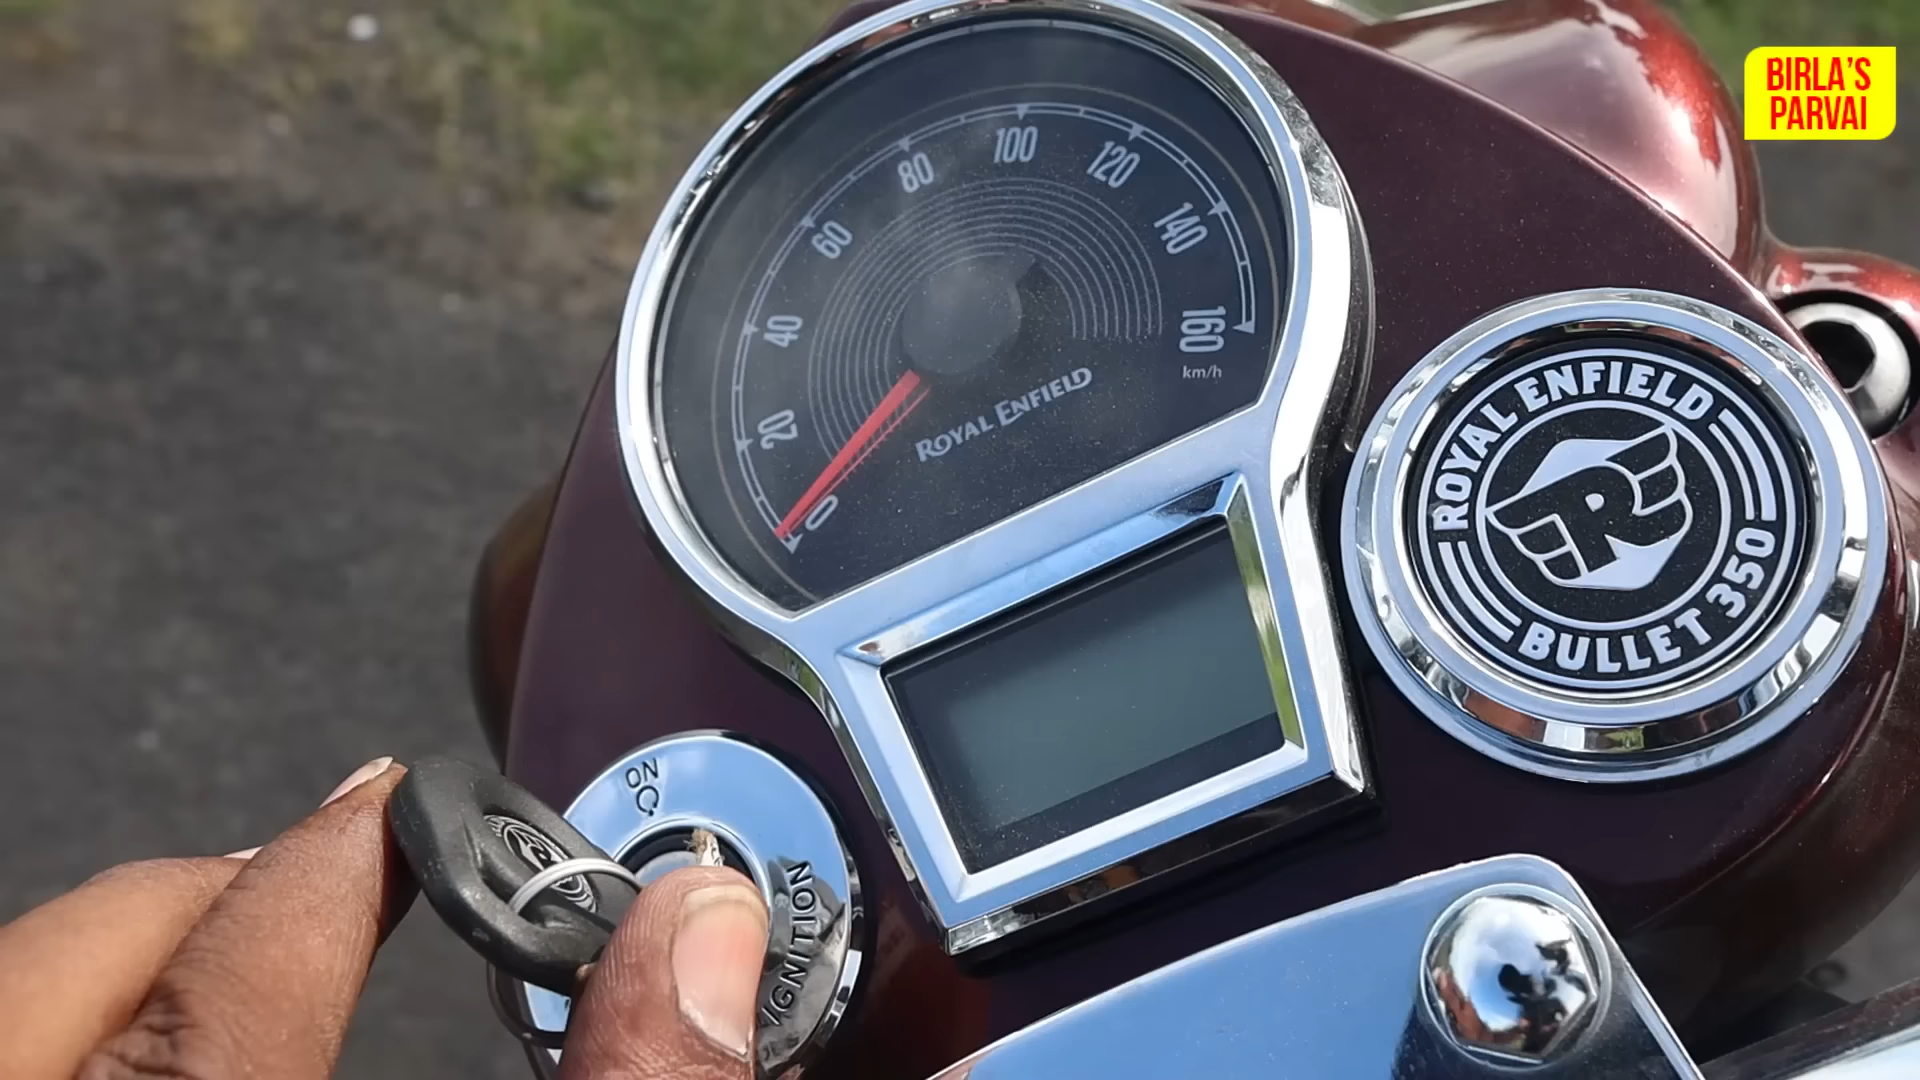 BIRLA'S
PARVAI
0
20
40
60
80
100
120
140
160
km/h
ROYAL ENFIELD
ROYAL ENFIELD
R
BULLET 350
ON
IGNITION